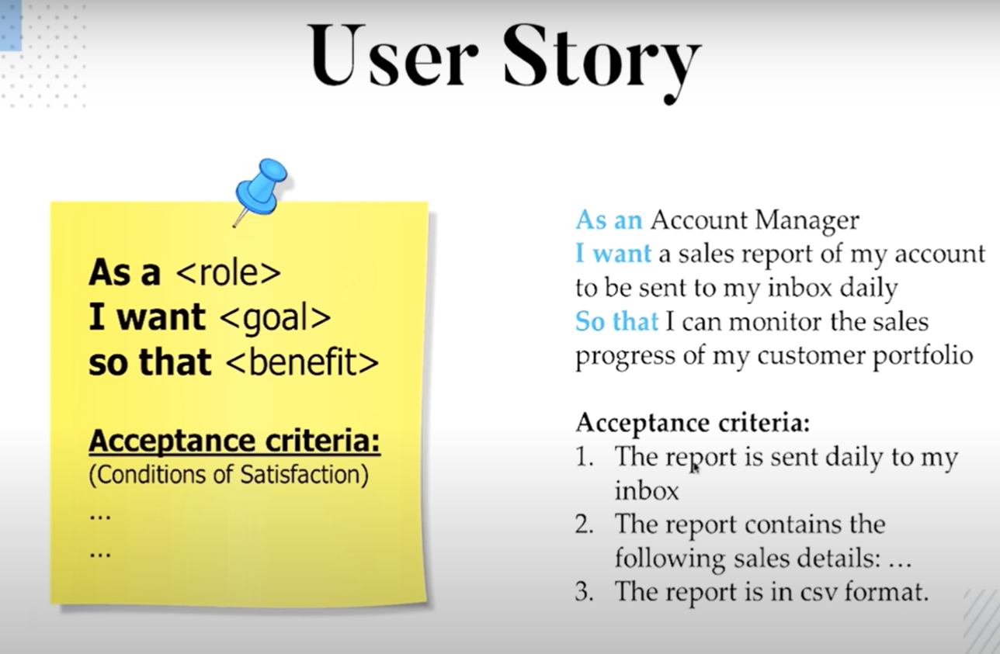 User Story
As a <role>
I want <goal>
so that <benefit>
Acceptance criteria:
(Conditions of Satisfaction)
...
...
As an Account Manager
I want a sales report of my account
to be sent to my inbox daily
So that I can monitor the sales
progress of my customer portfolio
Acceptance criteria:
1. The report is sent daily to my
inbox
2. The report contains the
following sales details: ...
3. The report is in csv format.